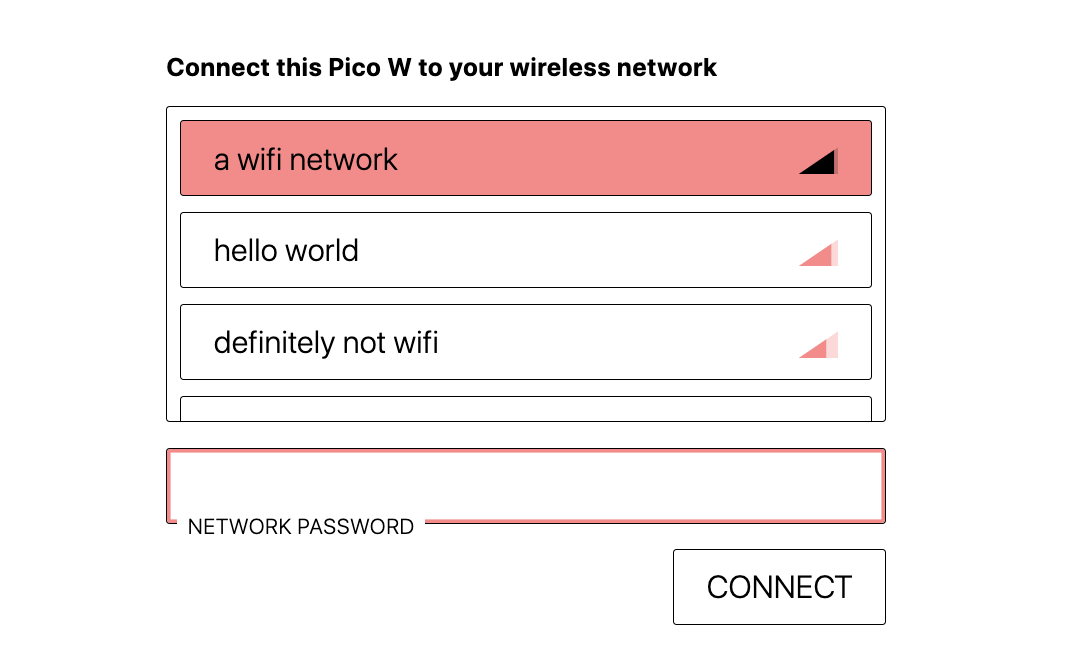 Connect this Pico W to your wireless network
a wifi network
hello world
definitely not wifi
NETWORK PASSWORD
CONNECT